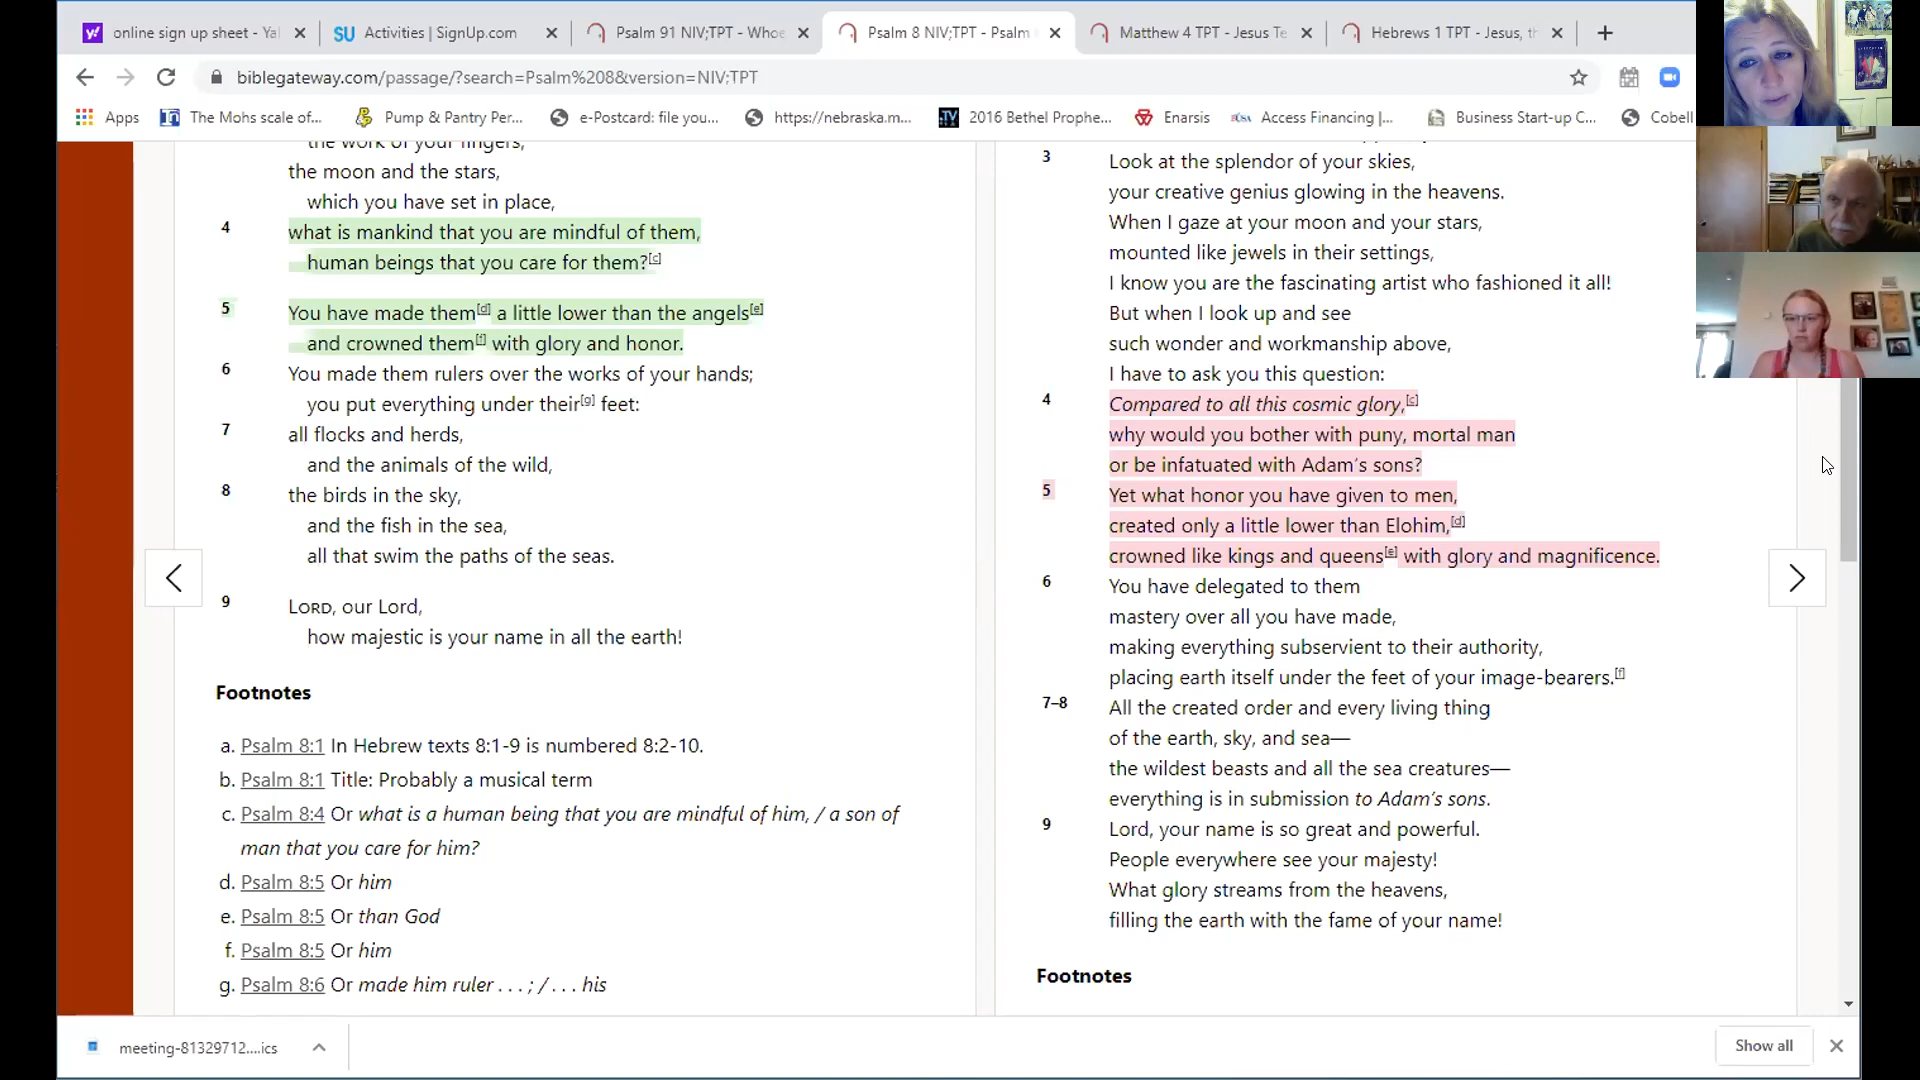 online sign up sheet - Ya
Activities | SignUp.com
Psalm 91 NIV;TPT - Whoe
Psalm 8 NIV;TPT - Psalm
Matthew 4 TPT - Jesus Te
Hebrews 1 TPT - Jesus, th
biblegateway.com/passage/?search=Psalm%208&version=NIV;TPT
Apps
The Mohs scale of...
Pump & Pantry Per...
e-Postcard: file you...
https://nebraska.m...
2016 Bethel Prophe...
Enarsis
Access Financing |...
Business Start-up C...
Cobell
the work of your fingers,
the moon and the stars,
which you have set in place,
4 what is mankind that you are mindful of them,
human beings that you care for them?[c]
5 You have made them[d] a little lower than the angels[e]
and crowned them[f] with glory and honor.
6 You made them rulers over the works of your hands;
you put everything under their[g] feet:
7 all flocks and herds,
and the animals of the wild,
8 the birds in the sky,
and the fish in the sea,
all that swim the paths of the seas.
9 LORD, our Lord,
how majestic is your name in all the earth!
Footnotes
a. Psalm 8:1 In Hebrew texts 8:1-9 is numbered 8:2-10.
b. Psalm 8:1 Title: Probably a musical term
c. Psalm 8:4 Or what is a human being that you are mindful of him, / a son of
man that you care for him?
d. Psalm 8:5 Or him
e. Psalm 8:5 Or than God
f. Psalm 8:5 Or him
g. Psalm 8:6 Or made him ruler . . . ; / . . . his
3 Look at the splendor of your skies,
your creative genius glowing in the heavens.
When I gaze at your moon and your stars,
mounted like jewels in their settings,
I know you are the fascinating artist who fashioned it all!
But when I look up and see
such wonder and workmanship above,
I have to ask you this question:
4 Compared to all this cosmic glory,[c]
why would you bother with puny, mortal man
or be infatuated with Adam's sons?
5 Yet what honor you have given to men,
created only a little lower than Elohim,[d]
crowned like kings and queens[e] with glory and magnificence.
6 You have delegated to them
mastery over all you have made,
making everything subservient to their authority,
placing earth itself under the feet of your image-bearers.[f]
7–8 All the created order and every living thing
of the earth, sky, and sea—
the wildest beasts and all the sea creatures—
everything is in submission to Adam's sons.
9 Lord, your name is so great and powerful.
People everywhere see your majesty!
What glory streams from the heavens,
filling the earth with the fame of your name!
Footnotes
meeting-81329712....ics
Show all